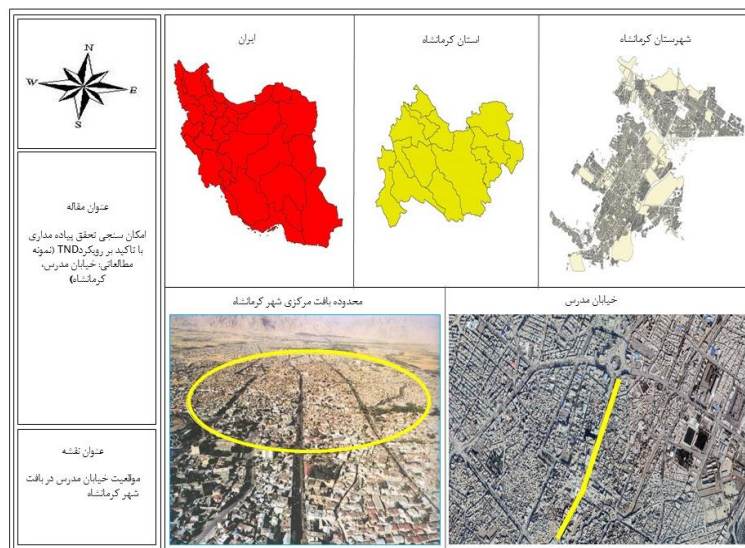 N
W
E
S
ایران
استان کرمانشاه
شهرستان کرمانشاه
عنوان مقاله
امکان سنجی تحقق پیاده مداری
با تاکید بر رویکردTND (نمونه
مطالعاتی: خیابان مدرس،
کرمانشاه)
محدوده بافت مرکزی شهر کرمانشاه
خیابان مدرس
عنوان نقشه
موقعیت خیابان مدرس در بافت
شهر کرمانشاه